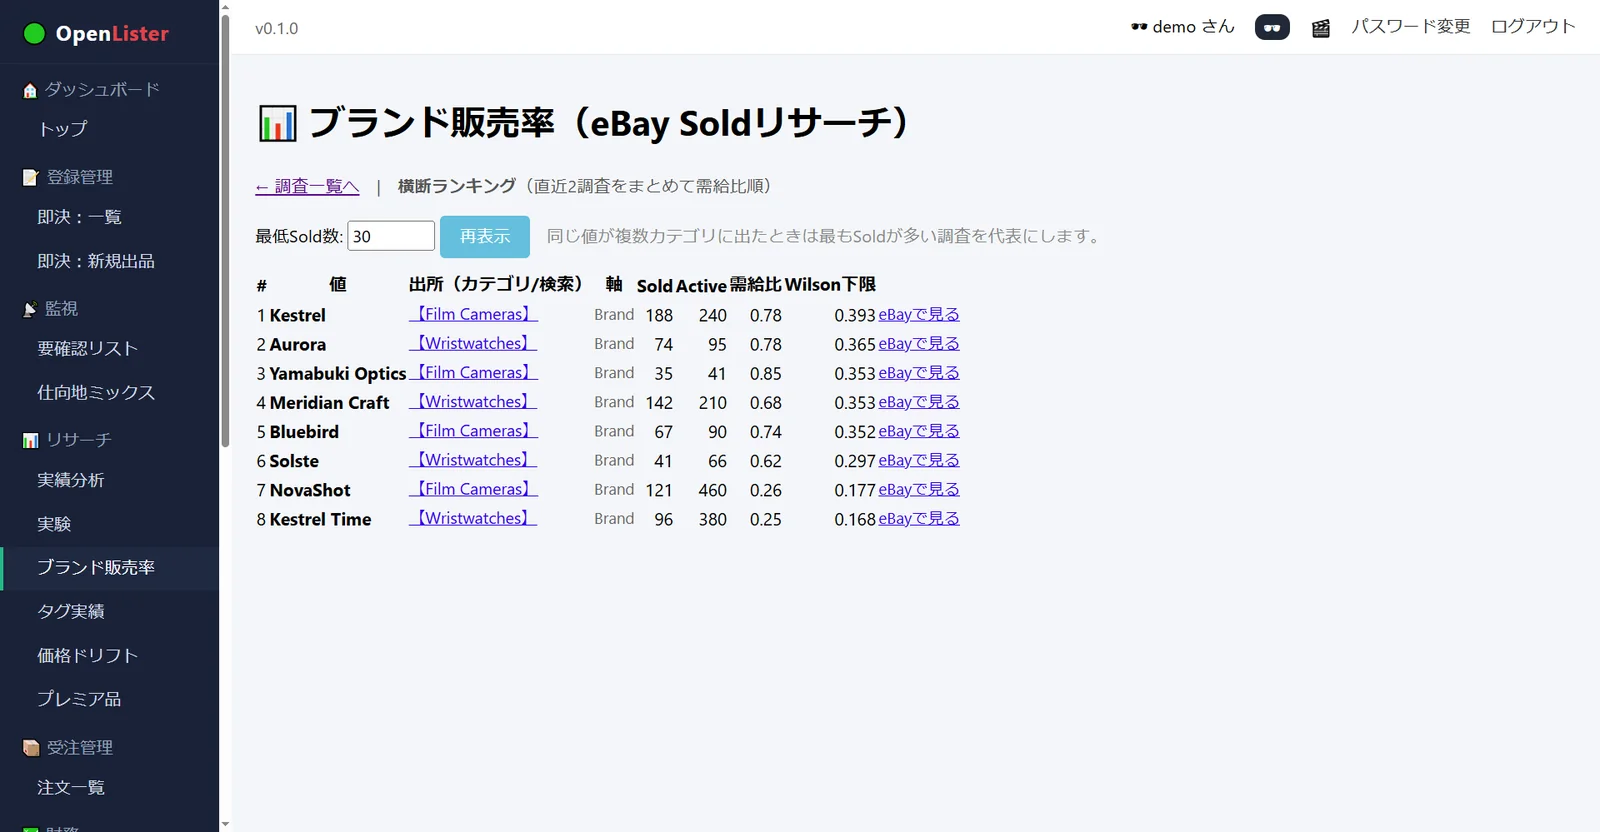 OpenLister
v0.1.0
demo さん
パスワード変更
ログアウト
ダッシュボード
トップ
登録管理
即決：一覧
即決：新規出品
監視
要確認リスト
仕向地ミックス
リサーチ
実績分析
実験
ブランド販売率
タグ実績
価格ドリフト
プレミア品
受注管理
注文一覧
財務
ブランド販売率（eBay Soldリサーチ）
← 調査一覧へ | 横断ランキング（直近2調査をまとめて需給比順）
最低Sold数: 30 再表示 同じ値が複数カテゴリに出たときは最もSoldが多い調査を代表にします。
# 値 出所（カテゴリ/検索） 軸 Sold Active 需給比 Wilson下限
1 Kestrel 【Film Cameras】 Brand 188 240 0.78 0.393 eBayで見る
2 Aurora 【Wristwatches】 Brand 74 95 0.78 0.365 eBayで見る
3 Yamabuki Optics 【Film Cameras】 Brand 35 41 0.85 0.353 eBayで見る
4 Meridian Craft 【Wristwatches】 Brand 142 210 0.68 0.353 eBayで見る
5 Bluebird 【Film Cameras】 Brand 67 90 0.74 0.352 eBayで見る
6 Solste 【Wristwatches】 Brand 41 66 0.62 0.297 eBayで見る
7 NovaShot 【Film Cameras】 Brand 121 460 0.26 0.177 eBayで見る
8 Kestrel Time 【Wristwatches】 Brand 96 380 0.25 0.168 eBayで見る